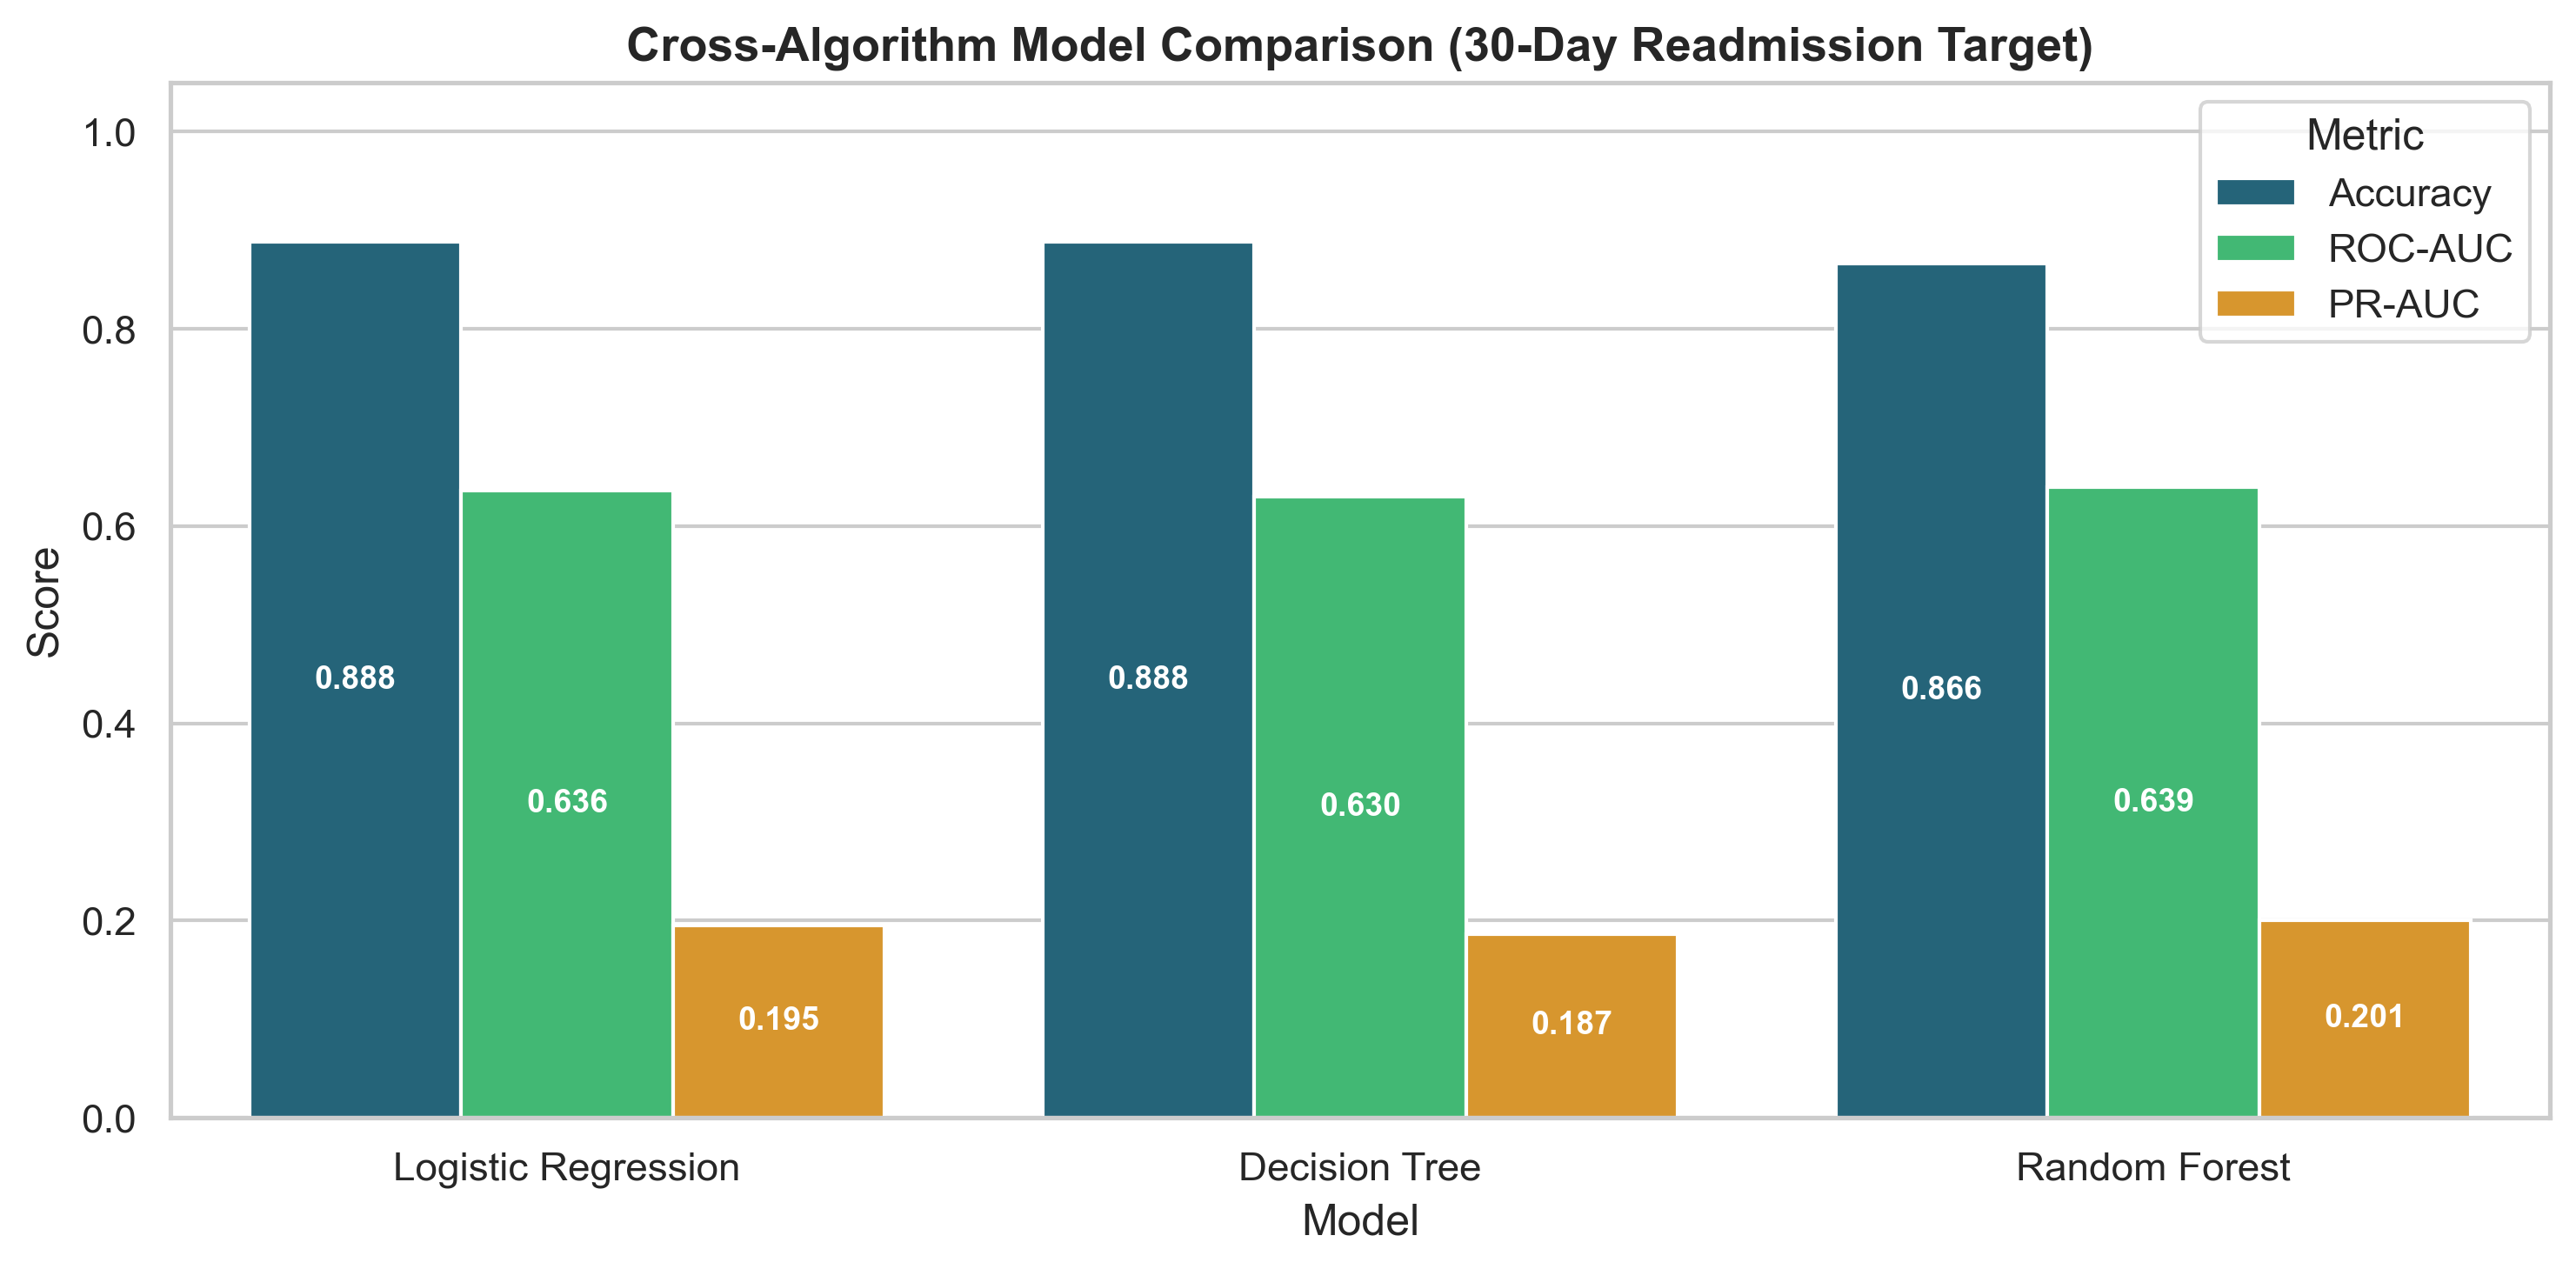 Cross-Algorithm Model Comparison (30-Day Readmission Target)
Metric
Accuracy
ROC-AUC
PR-AUC
Score
1.0
0.8
0.6
0.4
0.2
0.0
0.888
0.636
0.195
0.888
0.630
0.187
0.866
0.639
0.201
Logistic Regression
Decision Tree
Random Forest
Model